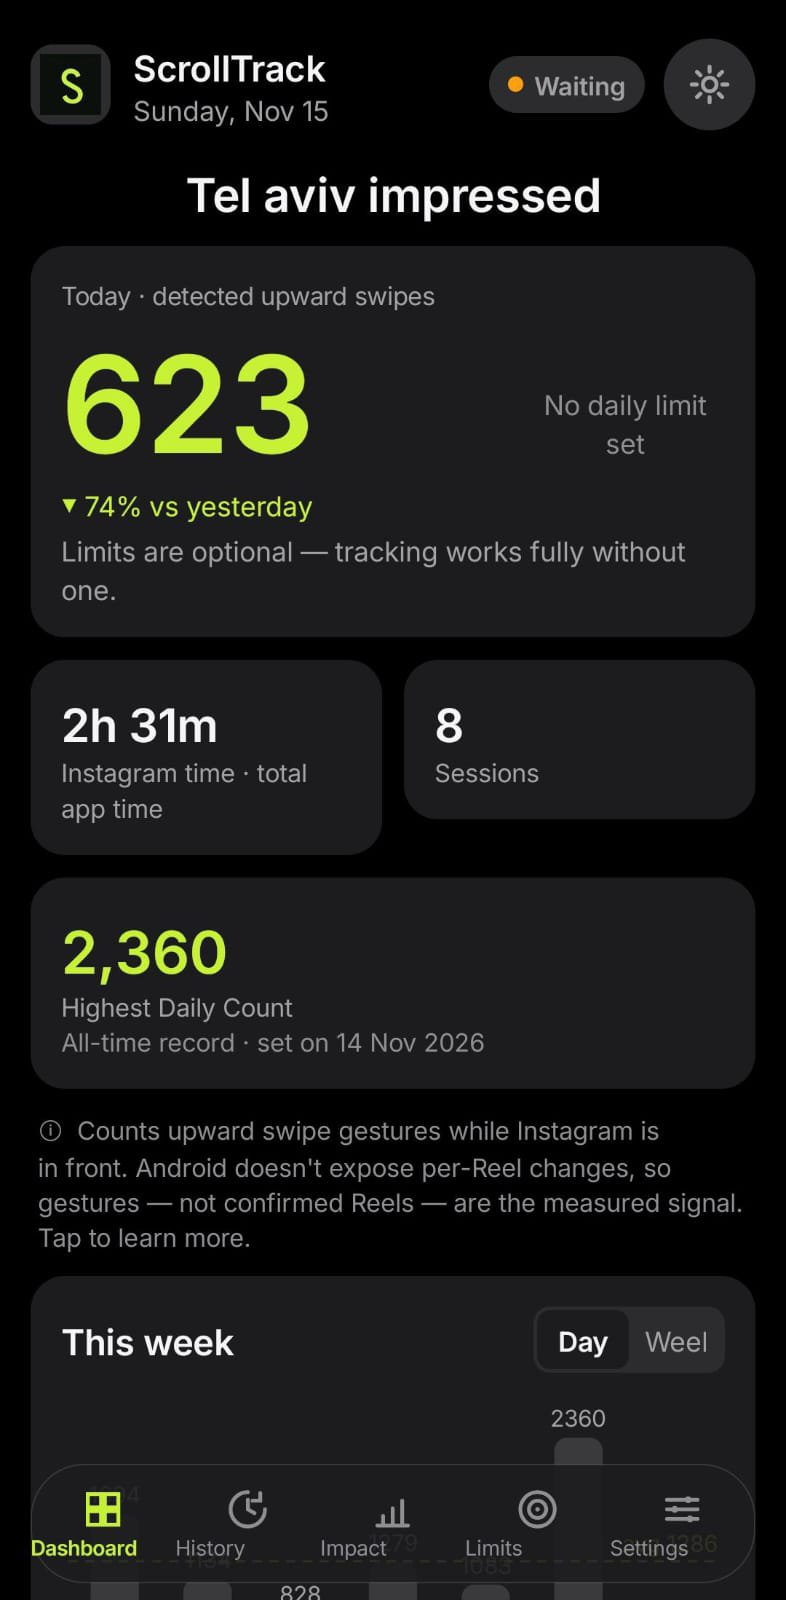 S
ScrollTrack
Sunday, Nov 15
Waiting
Tel aviv impressed
Today · detected upward swipes
623
No daily limit
set
▼ 74% vs yesterday
Limits are optional — tracking works fully without
one.
2h 31m
Instagram time · total
app time
8
Sessions
2,360
Highest Daily Count
All-time record · set on 14 Nov 2026
ⓘ Counts upward swipe gestures while Instagram is
in front. Android doesn't expose per-Reel changes, so
gestures — not confirmed Reels — are the measured signal.
Tap to learn more.
This week
Day
Weel
2360
Dashboard
History
Impact
Limits
Settings
1083
828